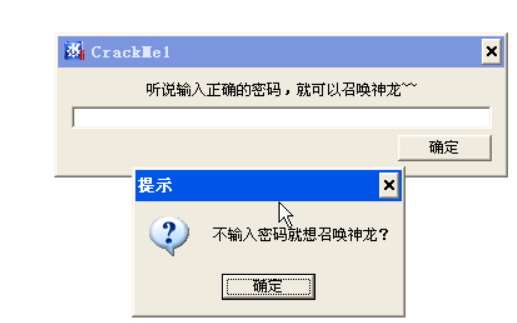 CrackMe1
听说输入正确的密码，就可以召唤神龙~~
确定
提示
不输入密码就想召唤神龙？
确定